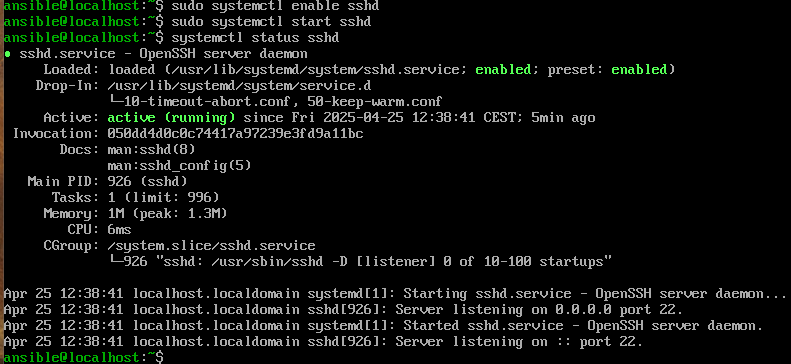 ansible@localhost:~$ sudo systemctl enable sshd
ansible@localhost:~$ sudo systemctl start sshd
ansible@localhost:~$ systemctl status sshd
● sshd.service - OpenSSH server daemon
     Loaded: loaded (/usr/lib/systemd/system/sshd.service; enabled; preset: enabled)
    Drop-In: /usr/lib/systemd/system/service.d
             └─10-timeout-abort.conf, 50-keep-warm.conf
     Active: active (running) since Fri 2025-04-25 12:38:41 CEST; 5min ago
 Invocation: 050dd4d0c0c74417a97239e3fd9a11bc
       Docs: man:sshd(8)
             man:sshd_config(5)
   Main PID: 926 (sshd)
      Tasks: 1 (limit: 996)
     Memory: 1M (peak: 1.3M)
        CPU: 6ms
     CGroup: /system.slice/sshd.service
             └─926 "sshd: /usr/sbin/sshd -D [listener] 0 of 10-100 startups"
Apr 25 12:38:41 localhost.localdomain systemd[1]: Starting sshd.service - OpenSSH server daemon...
Apr 25 12:38:41 localhost.localdomain sshd[926]: Server listening on 0.0.0.0 port 22.
Apr 25 12:38:41 localhost.localdomain systemd[1]: Started sshd.service - OpenSSH server daemon.
Apr 25 12:38:41 localhost.localdomain sshd[926]: Server listening on :: port 22.
ansible@localhost:~$